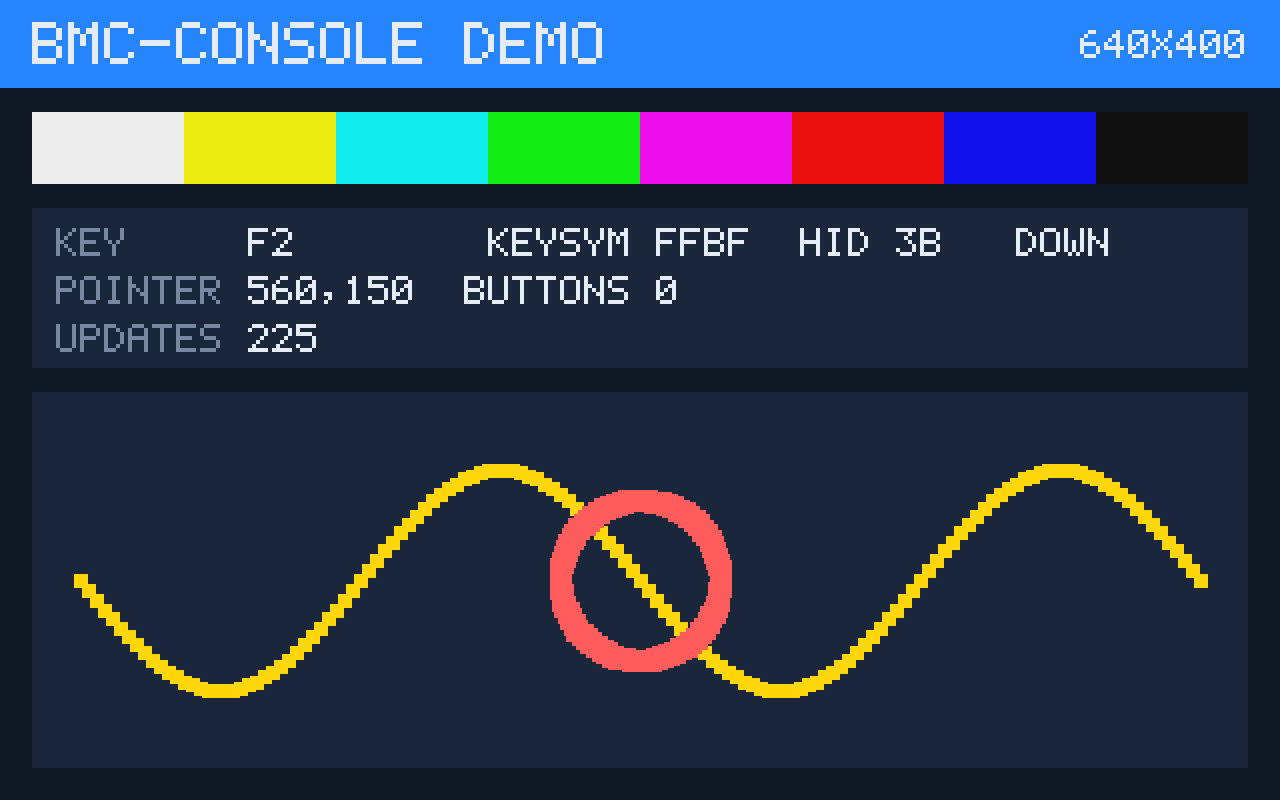 BMC-CONSOLE DEMO 640X400
KEY F2 KEYSYM FFBF HID 3B DOWN
POINTER 560,150 BUTTONS 0
UPDATES 225